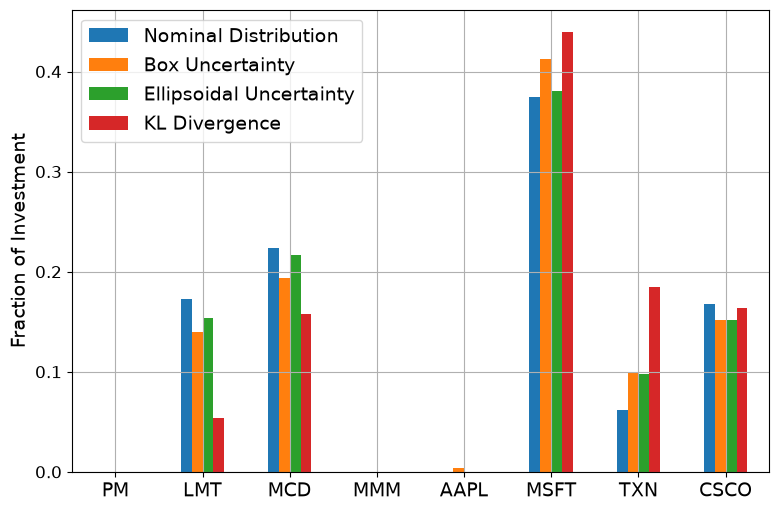 Nominal Distribution
Box Uncertainty
Ellipsoidal Uncertainty
KL Divergence
Fraction of Investment
0.4
0.3
0.2
0.1
0.0
PM LMT MCD MMM AAPL MSFT TXN CSCO